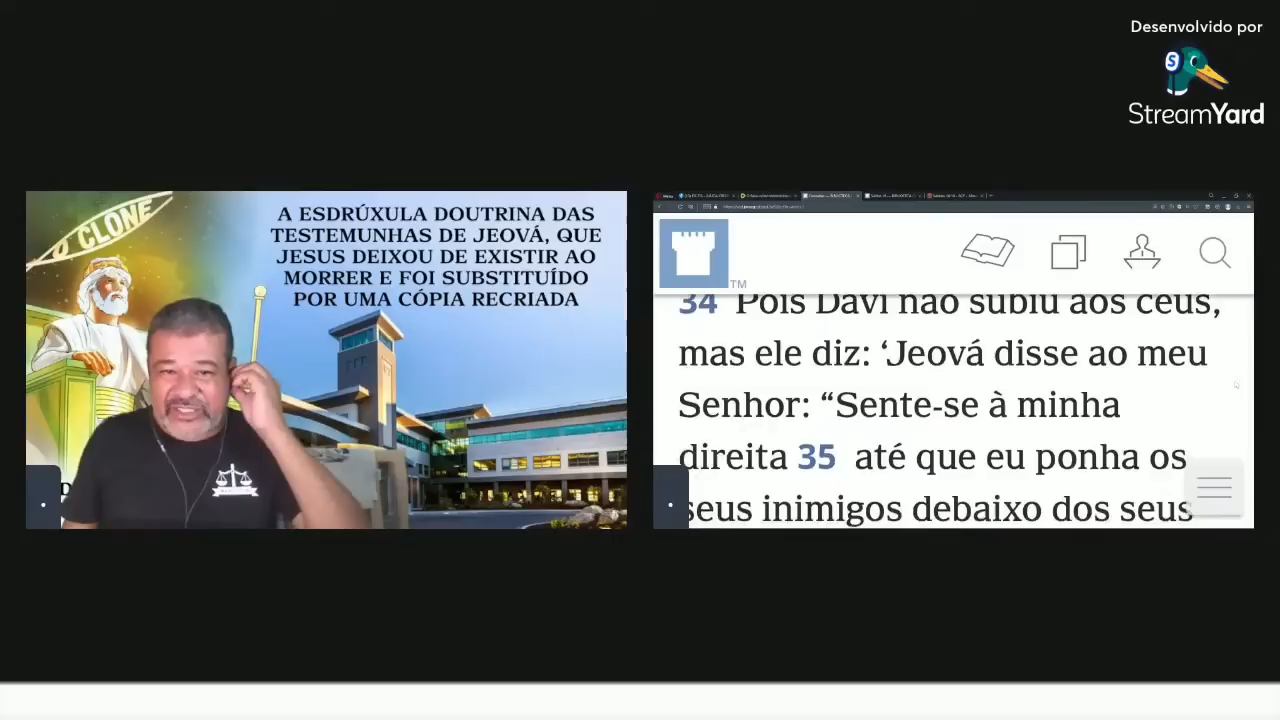 Desenvolvido por
StreamYard
O CLONE
A ESDRÚXULA DOUTRINA DAS
TESTEMUNHAS DE JEOVÁ, QUE
JESUS DEIXOU DE EXISTIR AO
MORRER E FOI SUBSTITUÍDO
POR UMA CÓPIA RECRIADA
TM
34 Pois Davi não subiu aos céus,
mas ele diz: ‘Jeová disse ao meu
Senhor: “Sente-se à minha
direita 35 até que eu ponha os
seus inimigos debaixo dos seus